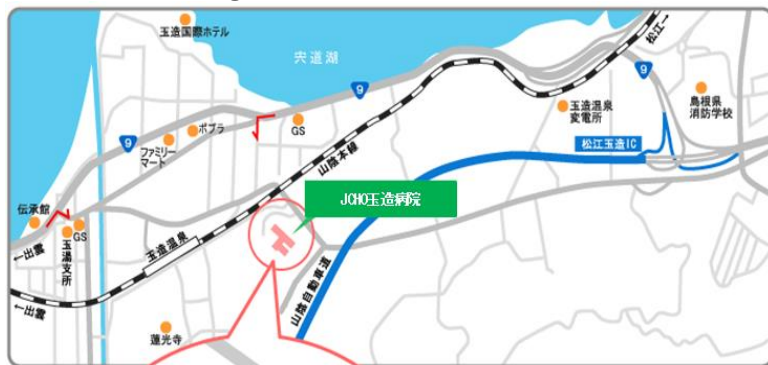 玉造国際ホテル
宍道湖
松江→
9
9
9
島根県
消防学校
玉造温泉
変電所
松江玉造IC
GS
ポプラ
ファミリー
マート
山陰本線
JCHO玉造病院
伝承館
GS
玉湯支所
←出雲
玉造温泉
←出雲
山陰自動車道
蓮光寺